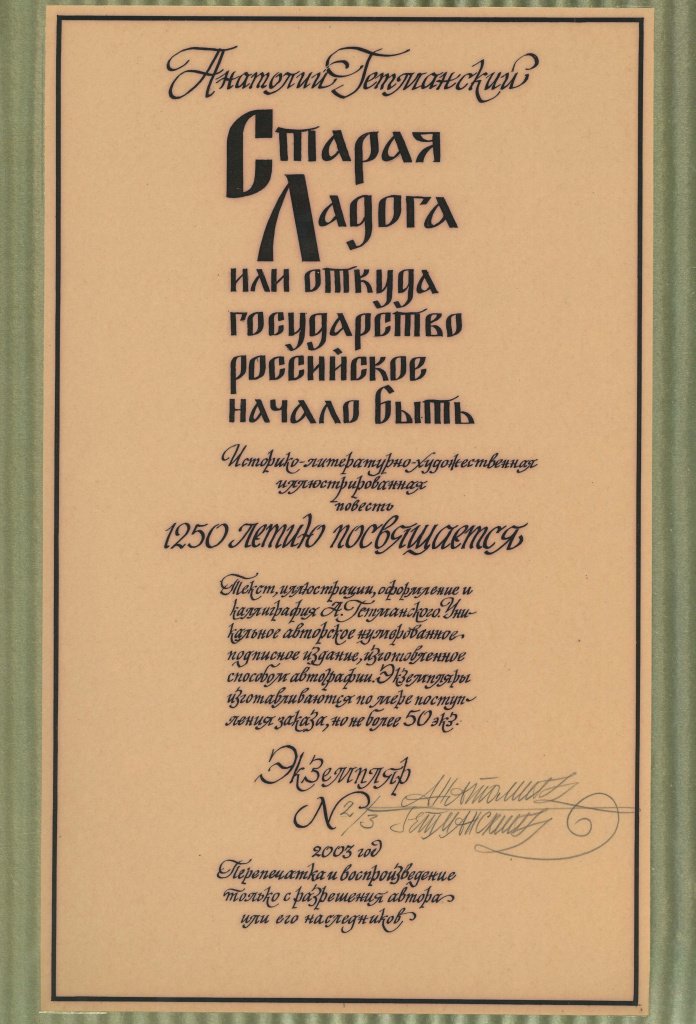 Анатолий Гетманский
Старая
Ладога
или откуда
государство
российское
начало быть
Историко-литературно-художественная
иллюстрированная
повесть
1250 летию посвящается
Текст, иллюстрации, оформление и
каллиграфия А. Гетманского. Уни-
кальное авторское нумерованное,
подписное издание, изготовленное
способом автографии. Экземпляры
изготавливаются по мере поступ-
ления заказа, но не более 50 экз.
Экземпляр
N 2/3 Анатолий
Гетманский
2003 год
Перепечатка и воспроизведение
только с разрешения автора
или его наследников